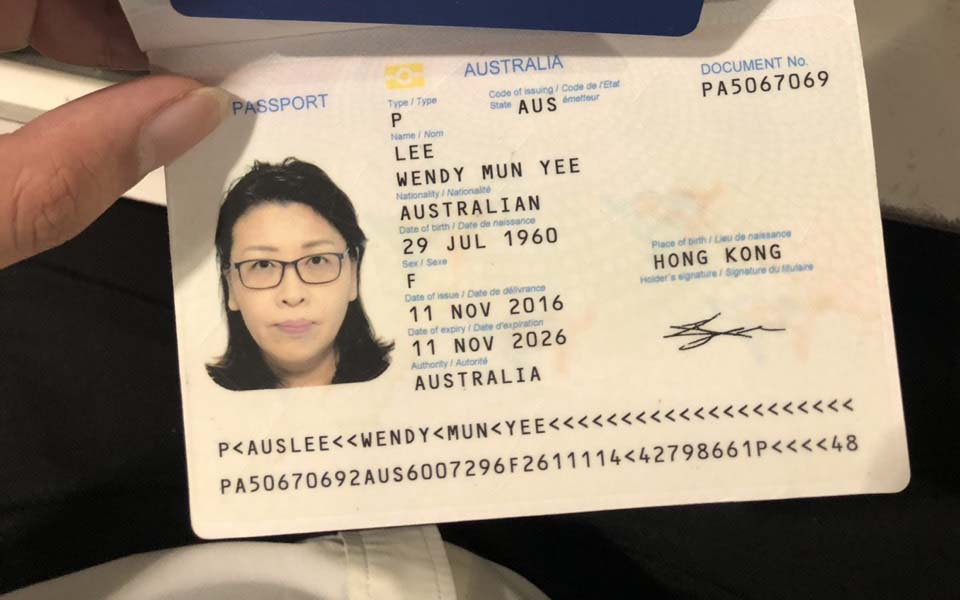 PASSPORT
AUSTRALIA
DOCUMENT No.
PA5067069
Type / Type
P
Code of issuing / Code de l'Etat
State AUS émetteur
Name / Nom
LEE
WENDY MUN YEE
Nationality / Nationalité
AUSTRALIAN
Date of birth / Date de naissance
29 JUL 1960
Sex / Sexe
F
Place of birth / Lieu de naissance
HONG KONG
Holder's signature / Signature du titulaire
Date of issue / Date de délivrance
11 NOV 2016
Date of expiry / Date d'expiration
11 NOV 2026
Authority / Autorité
AUSTRALIA
P<AUSLEE<<WENDY<MUN<YEE<<<<<<<<<<<<<<<<<<<<<
PA50670692AUS6007296F2611114<42798661P<<<<48